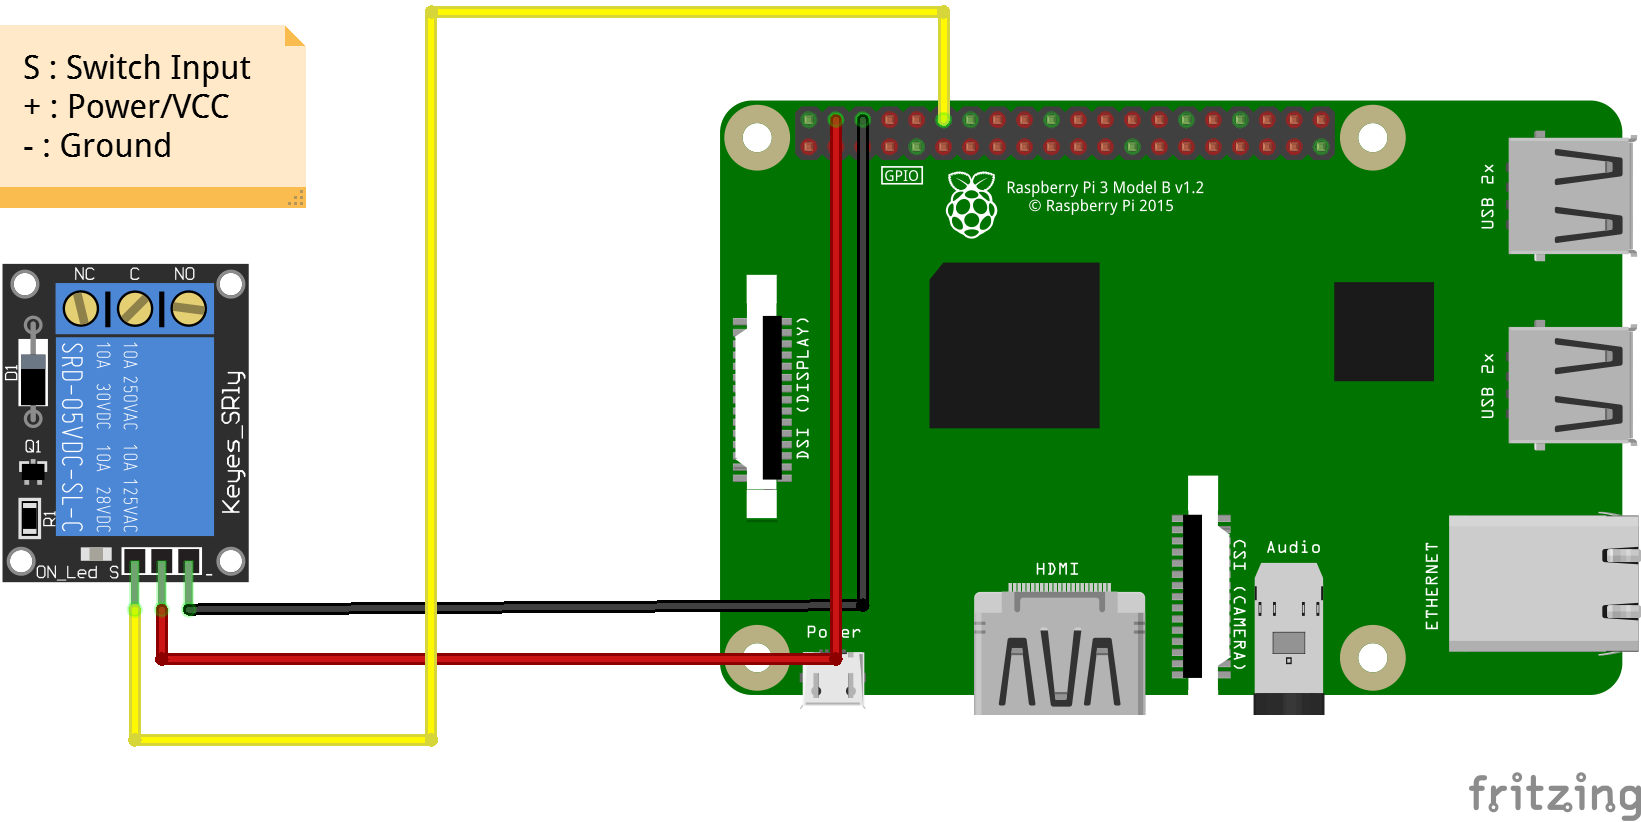 S : Switch Input
+ : Power/VCC
- : Ground
NC C NO
D1
Q1
R1
SRD-05VDC-SL-C
10A 30VDC 10A 28VDC
10A 250VAC 10A 125VAC
Keyes_SRly
ON_Led S -
GPIO
Raspberry Pi 3 Model B v1.2
© Raspberry Pi 2015
USB 2x
USB 2x
DSI (DISPLAY)
Power
HDMI
CSI (CAMERA)
Audio
ETHERNET
fritzing